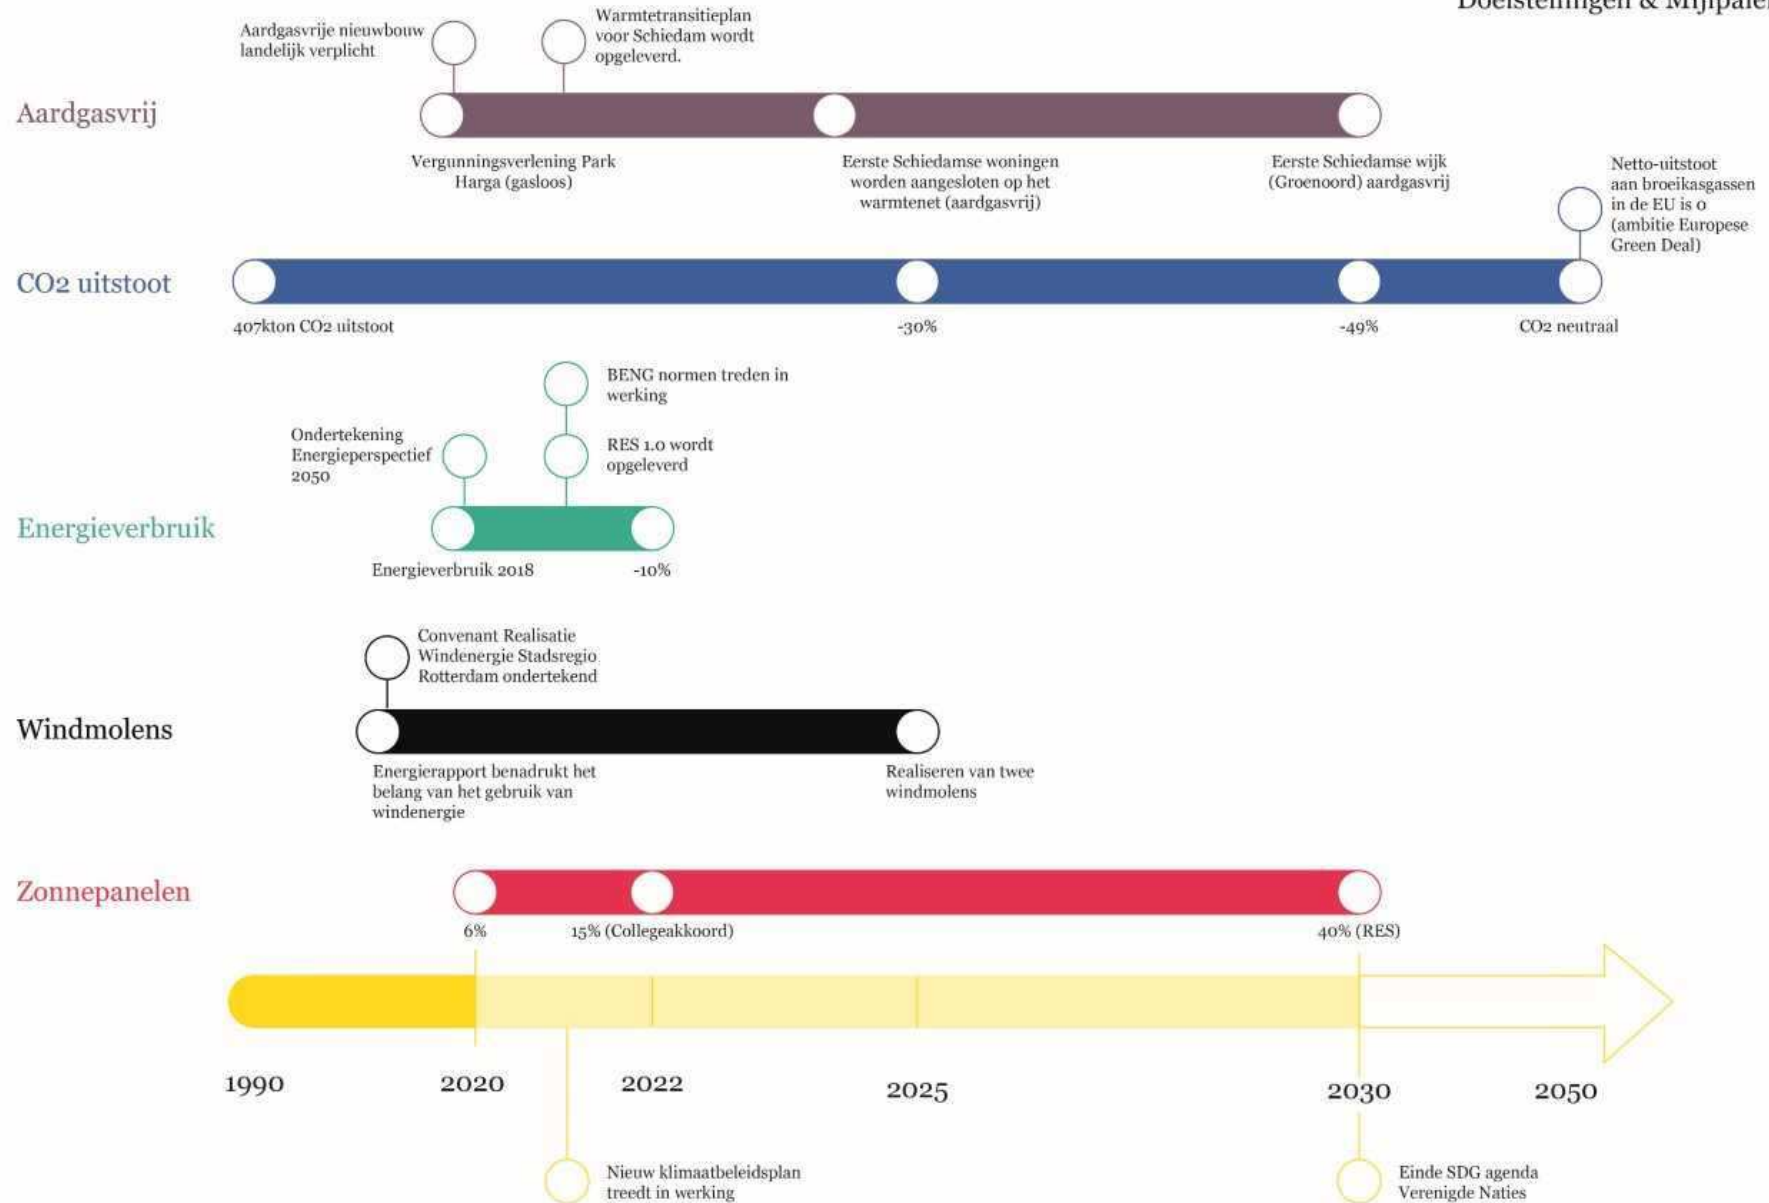 Doelstellingen & Mijlpalen
Aardgasvrije nieuwbouw
landelijk verplicht
Warmtetransitieplan
voor Schiedam wordt
opgeleverd.
Aardgasvrij
Vergunningsverlening Park
Harga (gasloos)
Eerste Schiedamse woningen
worden aangesloten op het
warmtenet (aardgasvrij)
Eerste Schiedamse wijk
(Groenoord) aardgasvrij
Netto-uitstoot
aan broeikasgassen
in de EU is 0
(ambitie Europese
Green Deal)
CO2 uitstoot
407kton CO2 uitstoot
-30%
-49%
CO2 neutraal
BENG normen treden in
werking
Ondertekening
Energieperspectief
2050
RES 1.0 wordt
opgeleverd
Energieverbruik
Energieverbruik 2018
-10%
Convenant Realisatie
Windenergie Stadsregio
Rotterdam ondertekend
Windmolens
Energierapport benadrukt het
belang van het gebruik van
windenergie
Realiseren van twee
windmolens
Zonnepanelen
6%
15% (Collegeakkoord)
40% (RES)
1990
2020
2022
2025
2030
2050
Nieuw klimaatbeleidsplan
treedt in werking
Einde SDG agenda
Verenigde Naties